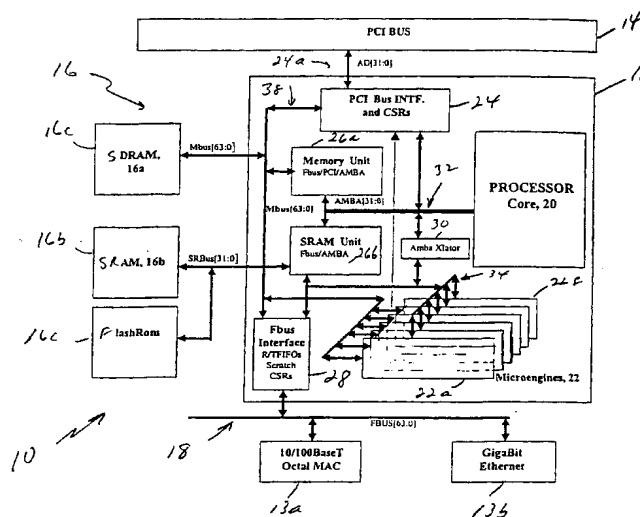 PCI BUS
14
24a
AD[31:0]
16
38
PCI Bus INTF.
and CSRs
24
16c
SDRAM,
16a
Mbus[63:0]
26a
Memory Unit
Fbus/PCI/AMBA
32
PROCESSOR
Core, 20
Mbus[63:0]
AMBA[31:0]
30
Amba Xlator
16b
SRAM, 16b
SRBus[31:0]
SRAM Unit
Fbus/AMBA
26b
34
22f
16c
FlashRom
Fbus
Interface
R/TFIFOs
Scratch
CSRs
28
Microengines, 22
22a
10
18
FBUS[63:0]
10/100BaseT
Octal MAC
GigaBit
Ethernet
13a
13b